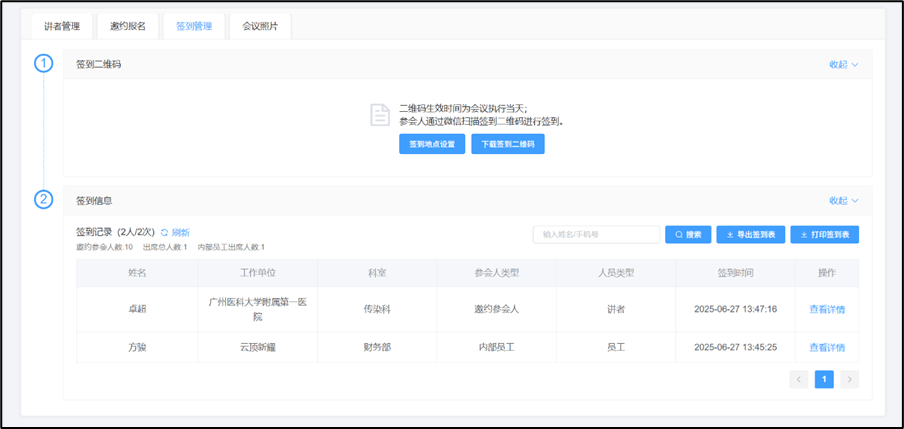 讲者管理 邀约报名 签到管理 会议照片
1
签到二维码 收起
二维码生效时间为会议执行当天;
参会人通过微信扫描签到二维码进行签到。
签到地点设置 下载签到二维码
2
签到信息 收起
签到记录 (2人/2次) 刷新
输入姓名/手机号 搜索 导出签到表 打印签到表
邀约参会人数:10 出席总人数:1 内部员工出席人数:1
姓名 工作单位 科室 参会人类型 人员类型 签到时间 操作
卓超 广州医科大学附属第一医院 传染科 邀约参会人 讲者 2025-06-27 13:47:16 查看详情
方骏 云顶新耀 财务部 内部员工 员工 2025-06-27 13:45:25 查看详情
1